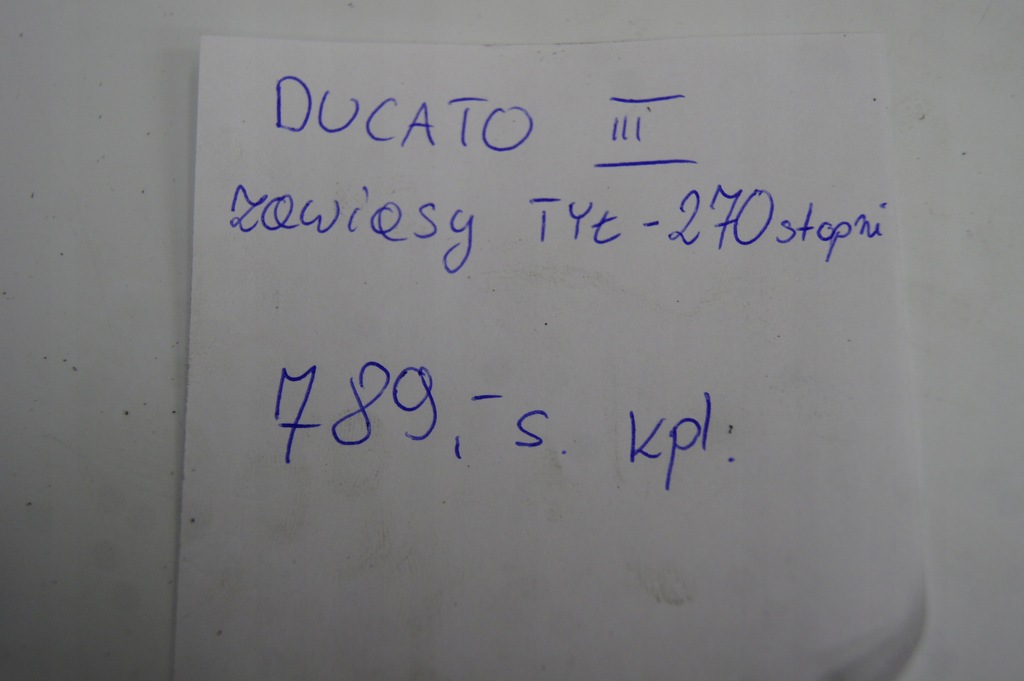 DUCATO III
zawiasy TYŁ - 270 stopni
789,- s. kpl.